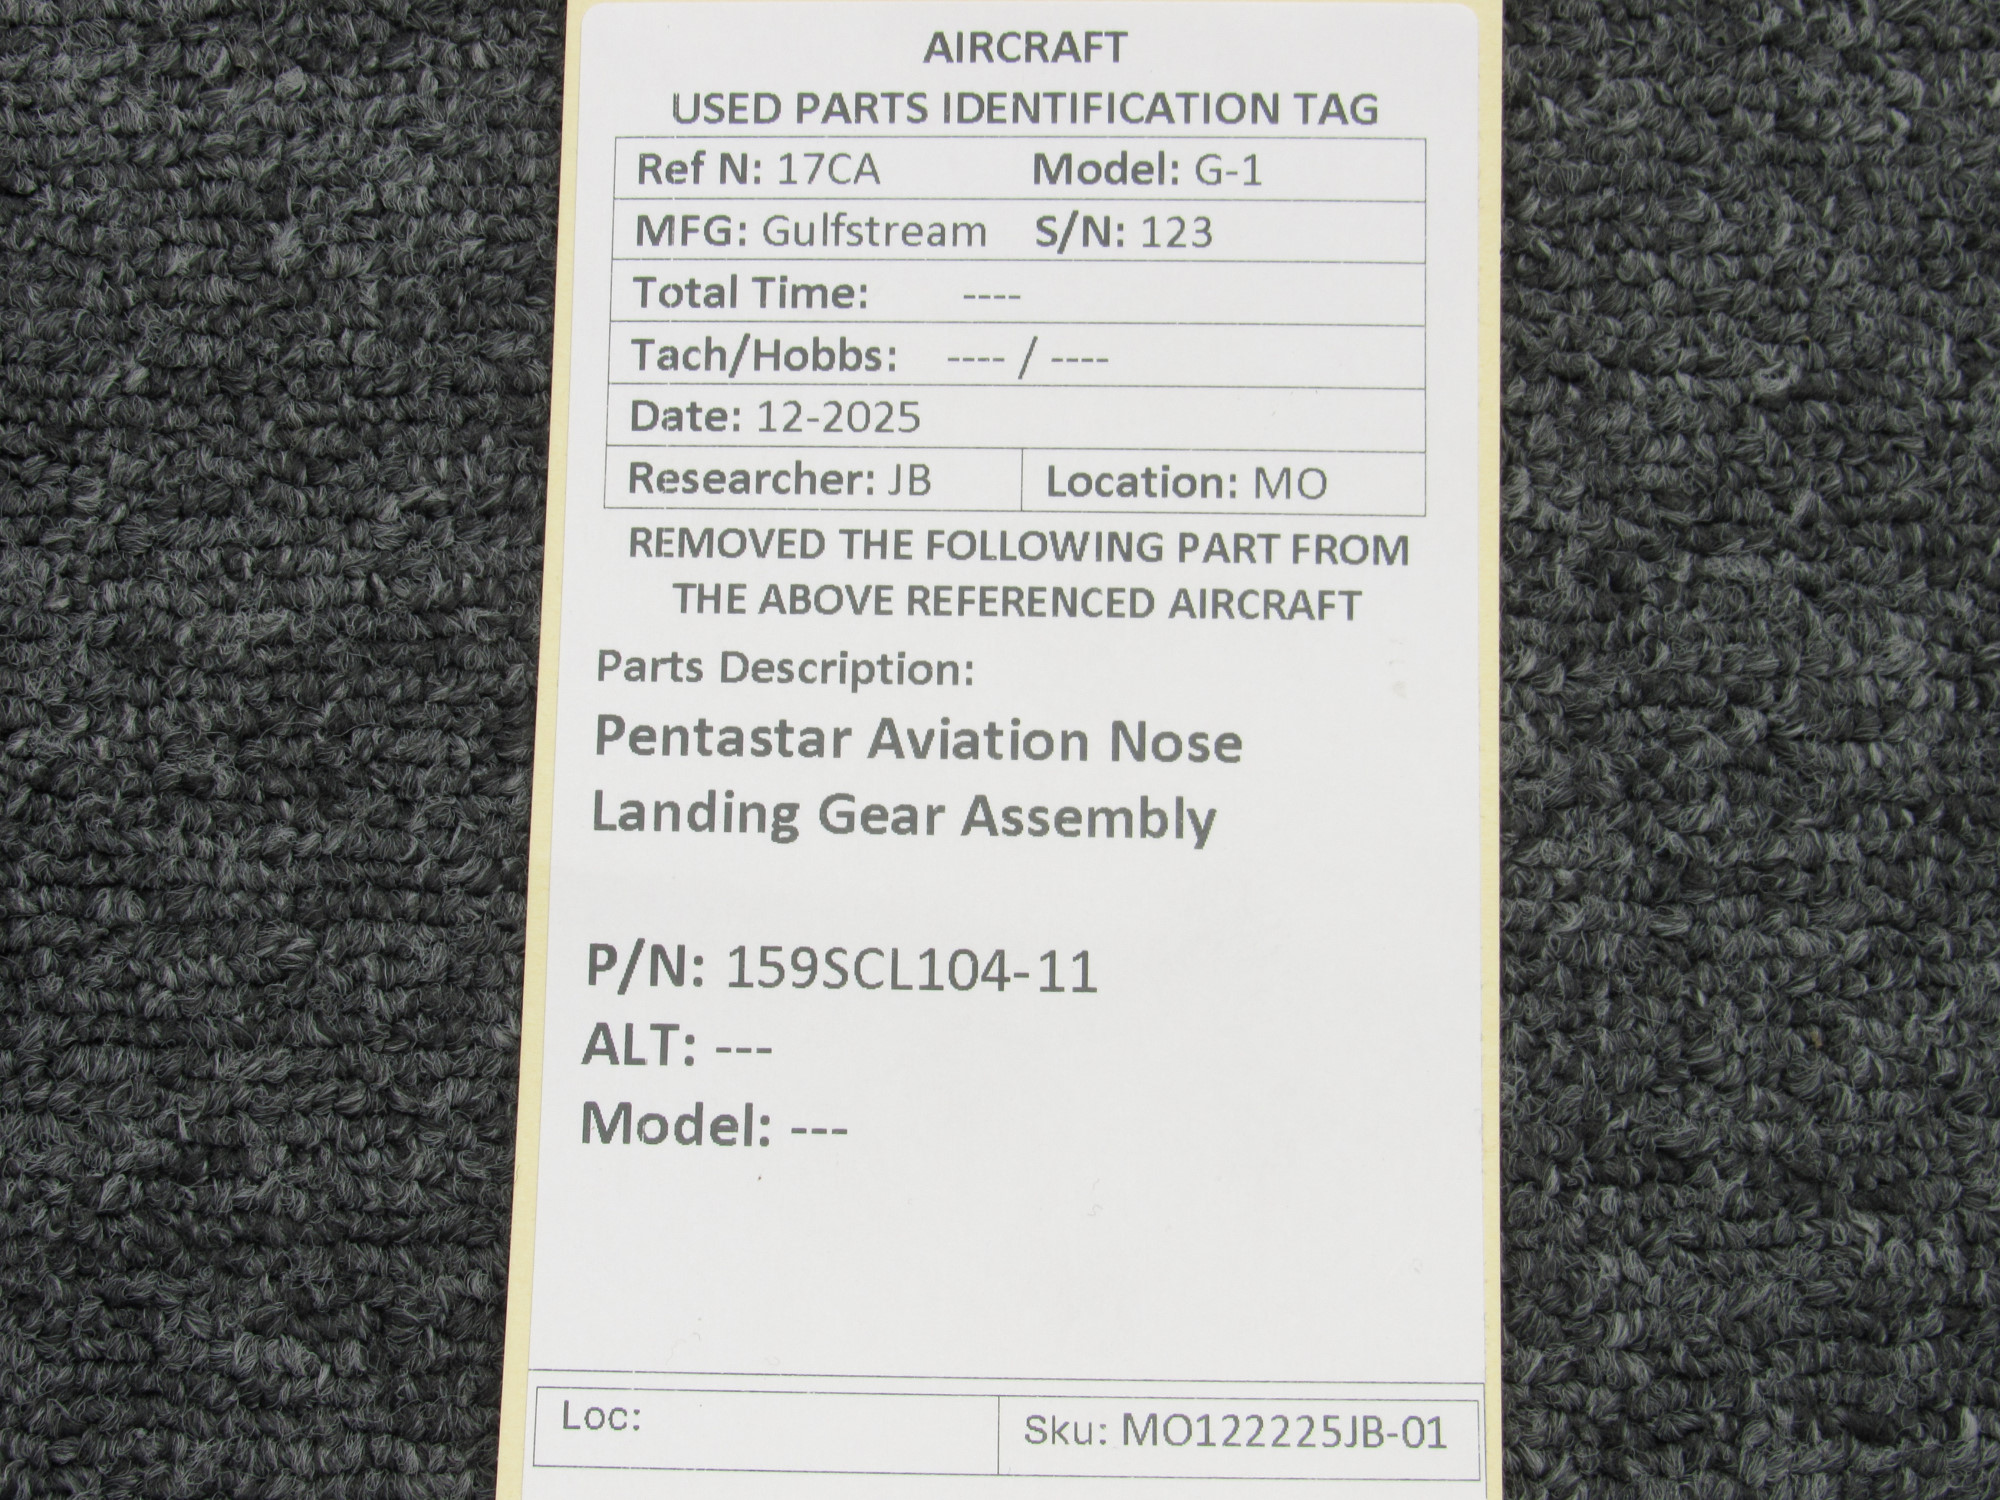 AIRCRAFT
USED PARTS IDENTIFICATION TAG
Ref N: 17CA Model: G-1
MFG: Gulfstream S/N: 123
Total Time: ----
Tach/Hobbs: ---- / ----
Date: 12-2025
Researcher: JB Location: MO
REMOVED THE FOLLOWING PART FROM
THE ABOVE REFERENCED AIRCRAFT
Parts Description:
Pentastar Aviation Nose
Landing Gear Assembly
P/N: 159SCL104-11
ALT: ---
Model: ---
Loc: Sku: MO122225JB-01